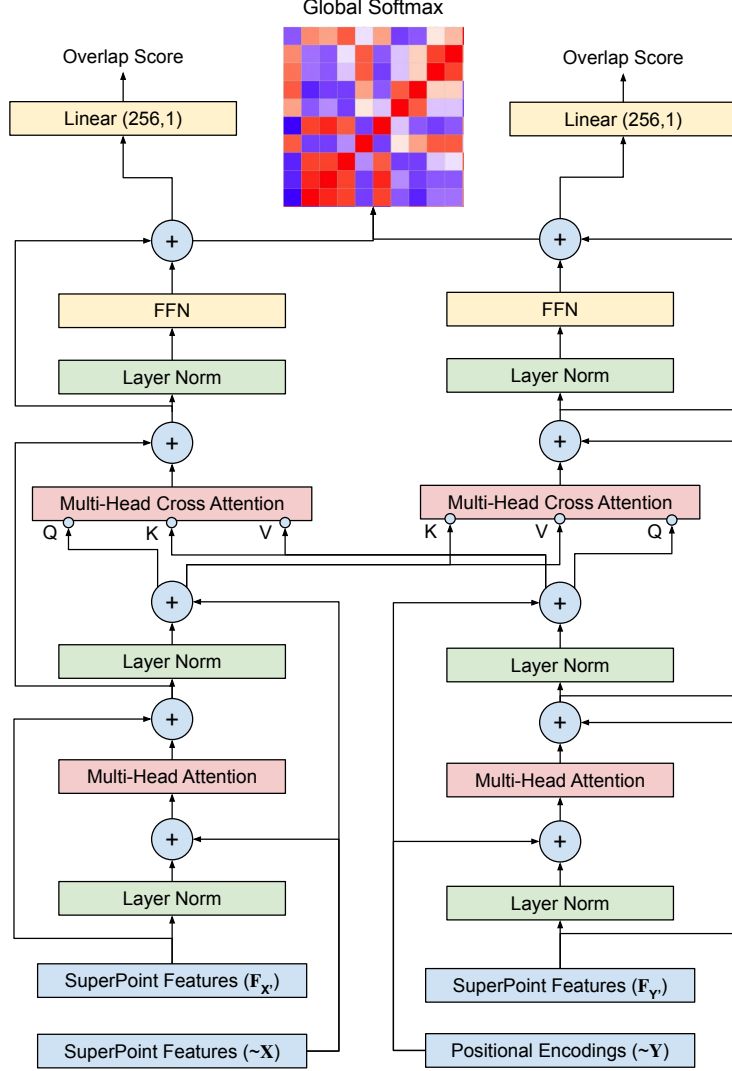 Global Softmax
Overlap Score
Overlap Score
Linear (256,1)
Linear (256,1)
+
+
FFN
FFN
Layer Norm
Layer Norm
+
+
Multi-Head Cross Attention
Multi-Head Cross Attention
Q K V
K V Q
+
+
Layer Norm
Layer Norm
+
+
Multi-Head Attention
Multi-Head Attention
+
+
Layer Norm
Layer Norm
SuperPoint Features (F_X')
SuperPoint Features (F_Y')
SuperPoint Features (~X)
Positional Encodings (~Y)